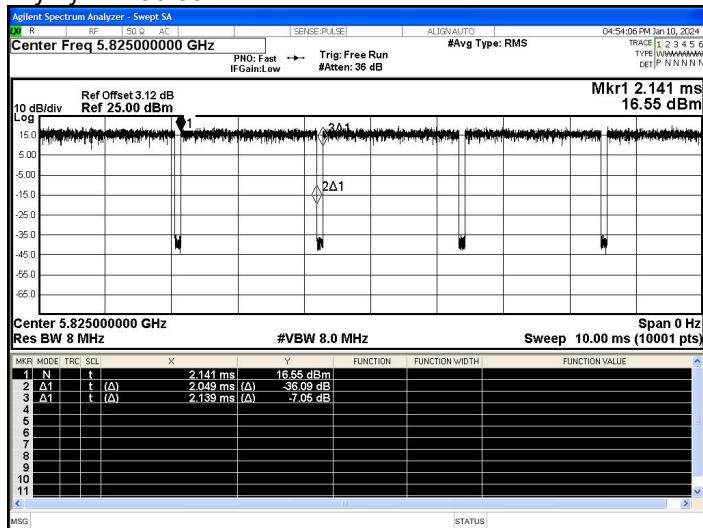 Agilent Spectrum Analyzer - Swept SA
R RF 50 Ω AC SENSE:PULSE ALIGN AUTO 04:54:06 PM Jan 10, 2024
Center Freq 5.825000000 GHz #Avg Type: RMS TRACE 1 2 3 4 5 6
PNO: Fast Trig: Free Run TYPE W
IFGain:Low #Atten: 36 dB DET P N N N N N
Mkr1 2.141 ms
Ref Offset 3.12 dB
10 dB/div Ref 25.00 dBm 16.55 dBm
Log
15.0
5.00
-5.00
-15.0
-25.0
-35.0
-45.0
-55.0
-65.0
1
3Δ1
2Δ1
Center 5.825000000 GHz Span 0 Hz
Res BW 8 MHz #VBW 8.0 MHz Sweep 10.00 ms (10001 pts)
MKR MODE TRC SCL X Y FUNCTION FUNCTION WIDTH FUNCTION VALUE
1 N t 2.141 ms 16.55 dBm
2 Δ1 t (Δ) 2.049 ms (Δ) -36.09 dB
3 Δ1 t (Δ) 2.139 ms (Δ) -7.05 dB
4
5
6
7
8
9
10
11
MSG STATUS